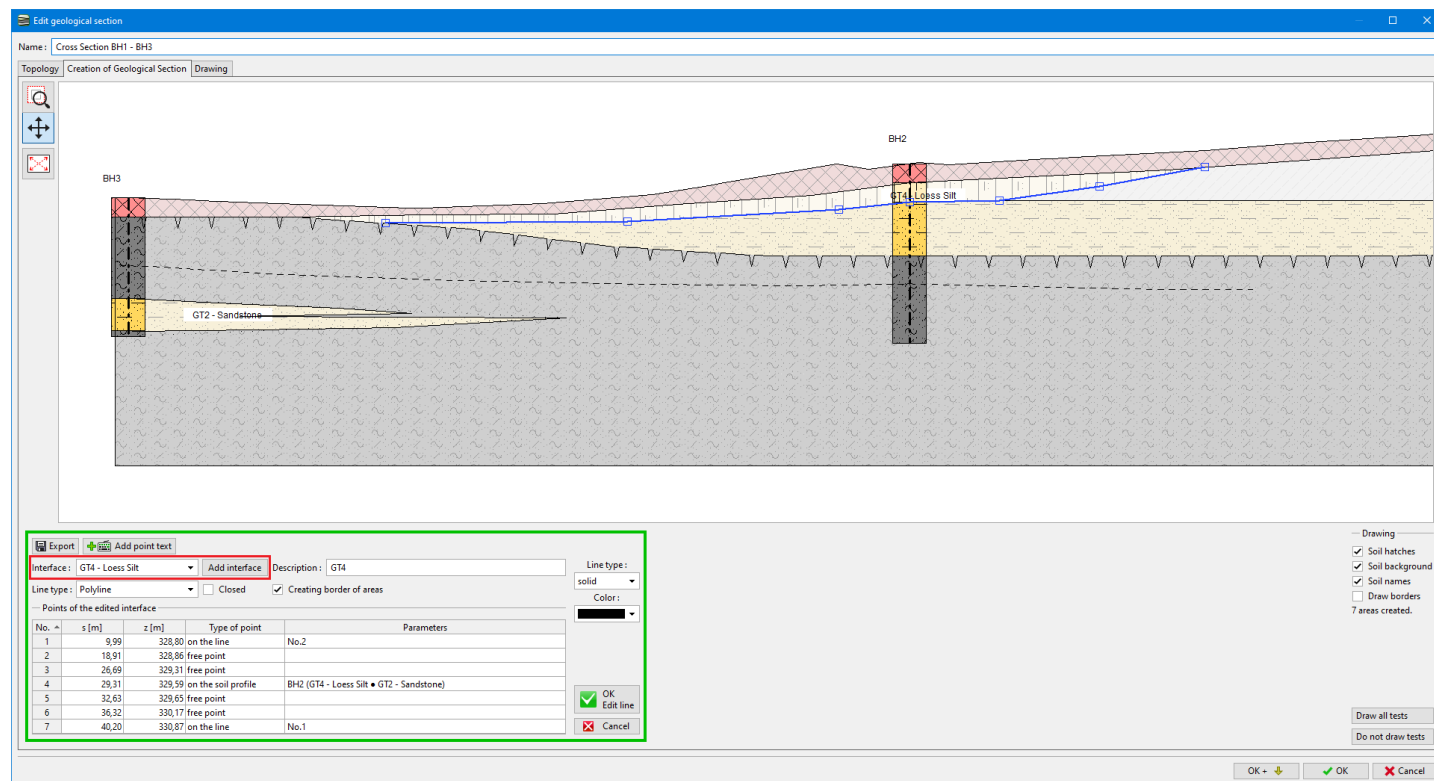 Edit geological section
Name : Cross Section BH1 - BH3
Topology Creation of Geological Section Drawing
BH2
BH3
GT4 - Loess Silt
GT2 - Sandstone
Export Add point text
Interface : GT4 - Loess Silt Add interface Description : GT4
Line type : Polyline Closed Creating border of areas
Points of the edited interface
No. s [m] z [m] Type of point Parameters
1 9,99 328,80 on the line No.2
2 18,91 328,86 free point
3 26,69 329,31 free point
4 29,31 329,59 on the soil profile BH2 (GT4 - Loess Silt ● GT2 - Sandstone)
5 32,63 329,65 free point
6 36,32 330,17 free point
7 40,20 330,87 on the line No.1
Line type :
solid
Color :
OK
Edit line
Cancel
Drawing
Soil hatches
Soil background
Soil names
Draw borders
7 areas created.
Draw all tests
Do not draw tests
OK + OK Cancel